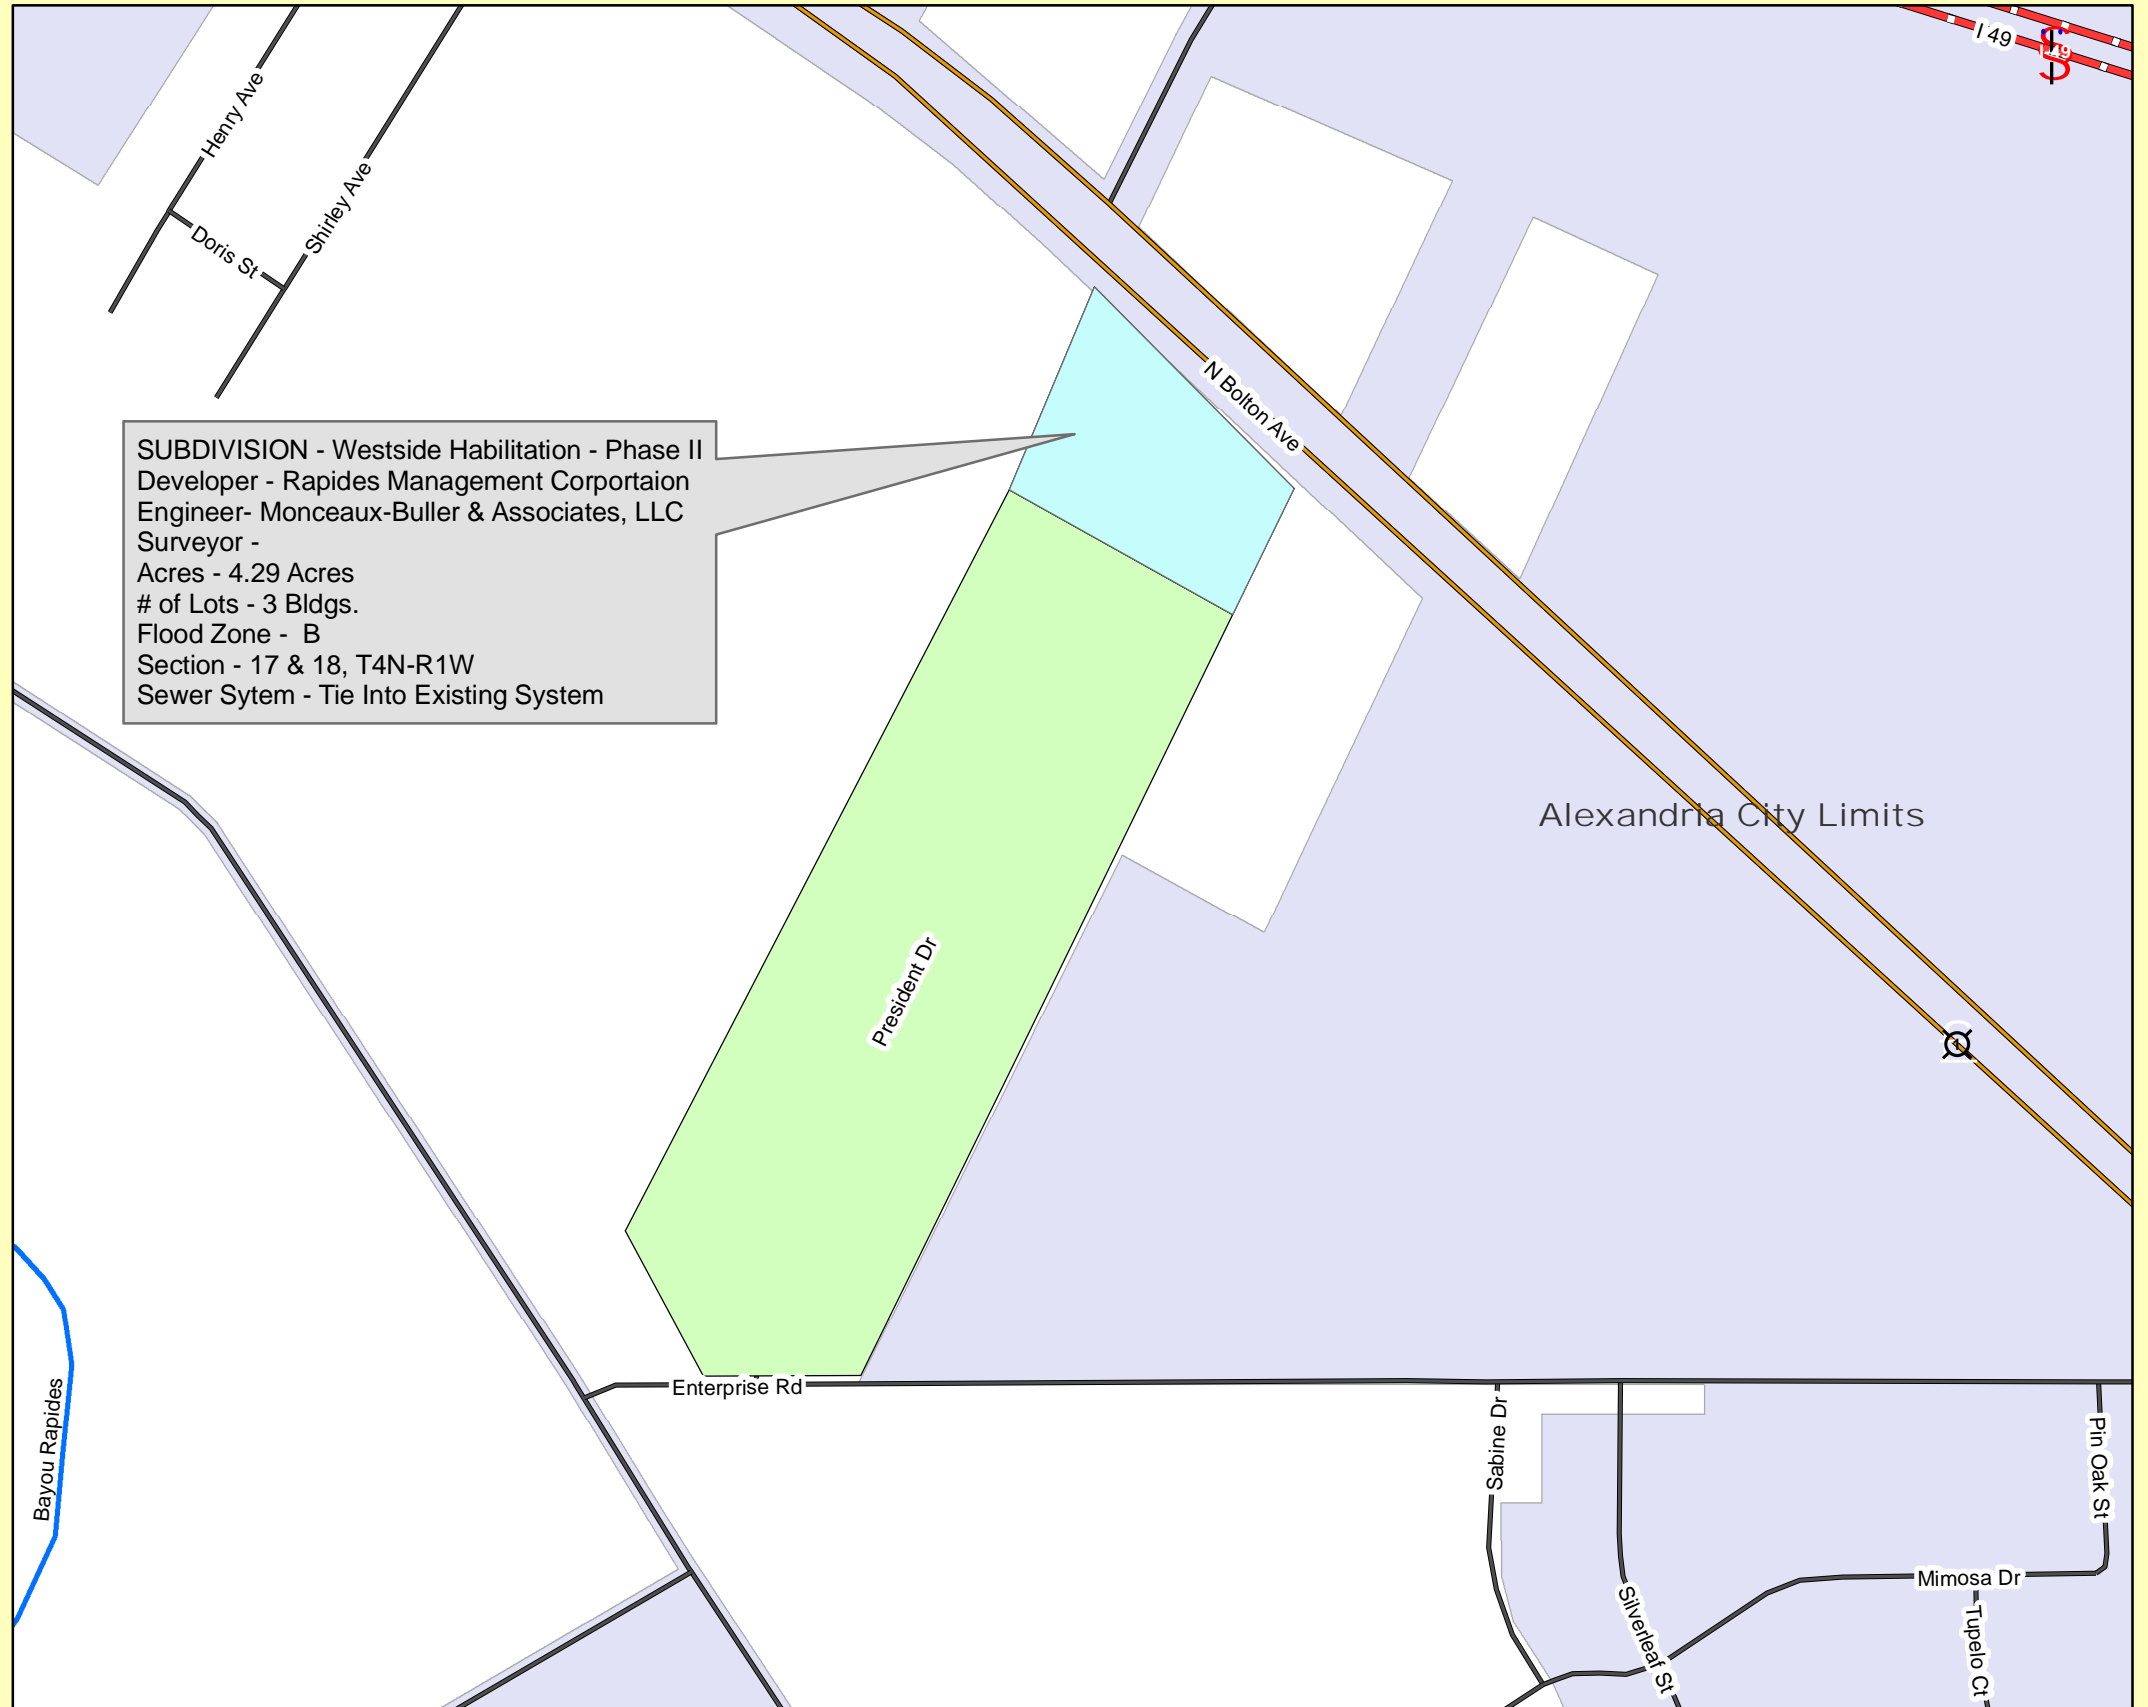 I 49
I 49
Henry Ave
Shirley Ave
Doris St
N Bolton Ave
SUBDIVISION - Westside Habilitation - Phase II
Developer - Rapides Management Corportaion
Engineer- Monceaux-Buller & Associates, LLC
Surveyor -
Acres - 4.29 Acres
# of Lots - 3 Bldgs.
Flood Zone - B
Section - 17 & 18, T4N-R1W
Sewer Sytem - Tie Into Existing System
Alexandria City Limits
President Dr
Enterprise Rd
Bayou Rapides
Sabine Dr
Pin Oak St
Mimosa Dr
Silverleaf St
Tupelo Ct